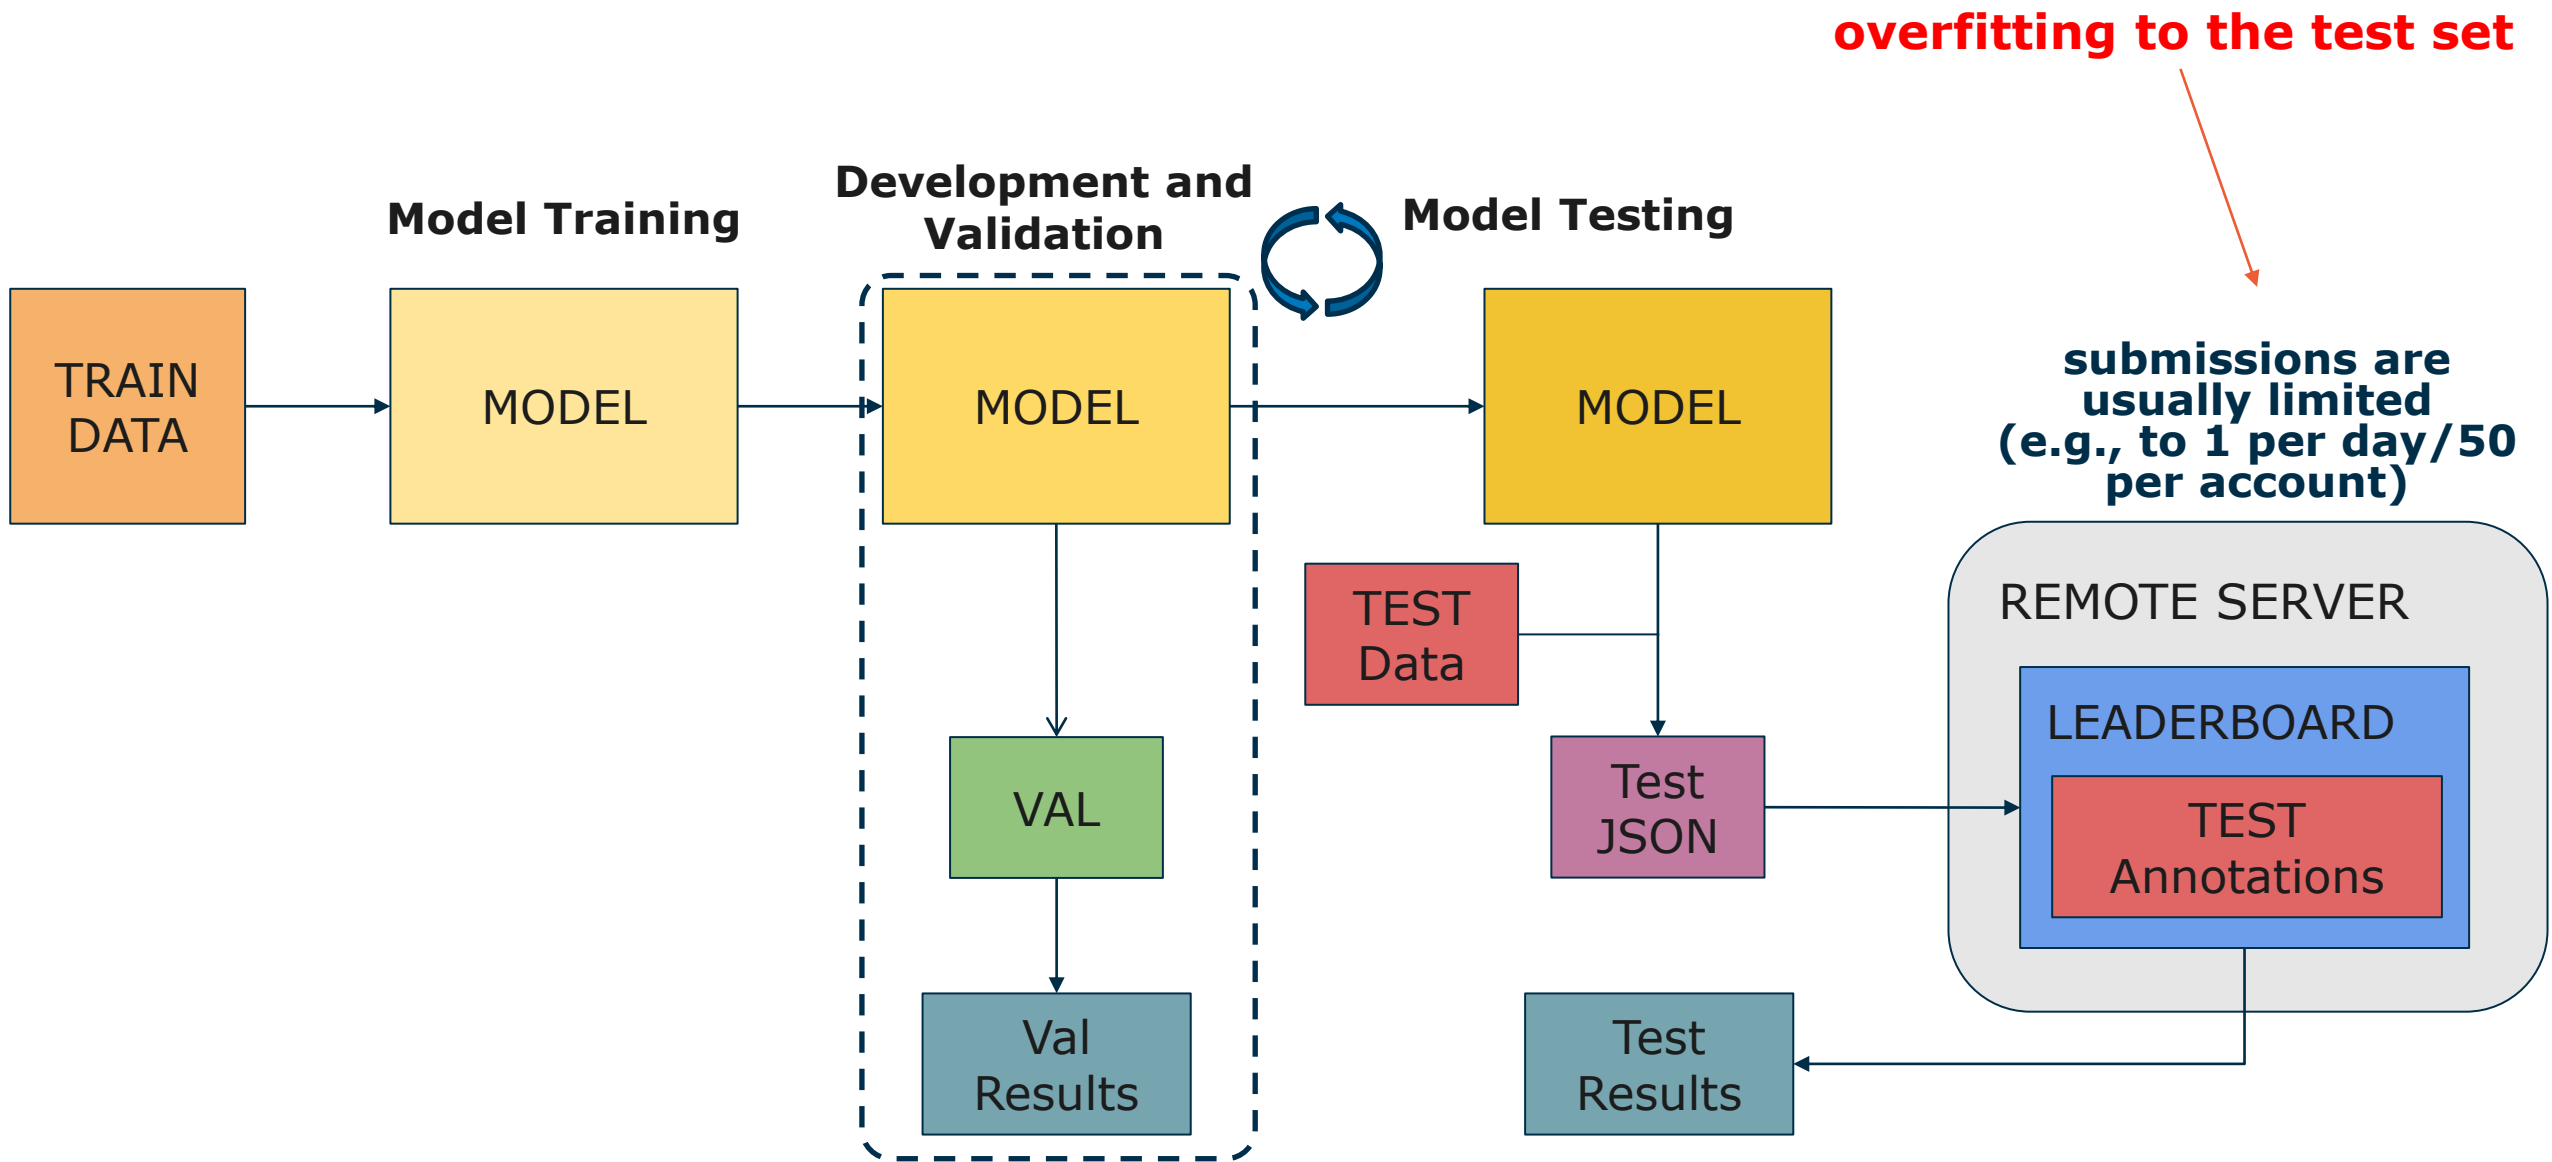 overfitting to the test set
Model Training
Development and
Validation
Model Testing
TRAIN
DATA
MODEL
MODEL
MODEL
submissions are
usually limited
(e.g., to 1 per day/50
per account)
TEST
Data
REMOTE SERVER
LEADERBOARD
TEST
Annotations
VAL
Test
JSON
Val
Results
Test
Results